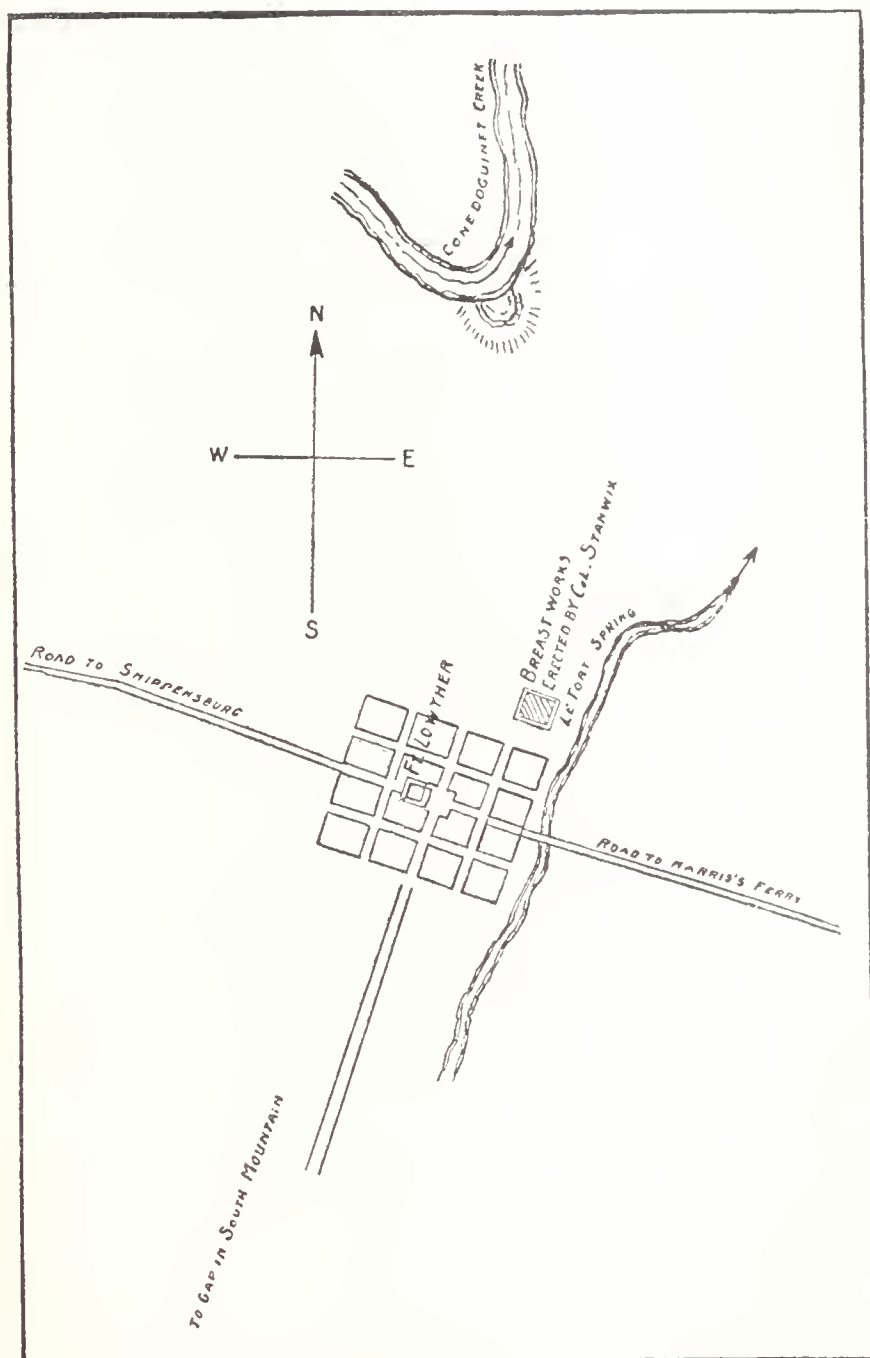 CONEDOGUINET CREEK
N
W E
S
BREAST WORKS
ERECTED BY COL. STANWIX
LE TORT SPRING
ROAD TO SHIPPENSBURG
FT. LOWTHER
ROAD TO HARRIS'S FERRY
TO GAP IN SOUTH MOUNTAIN